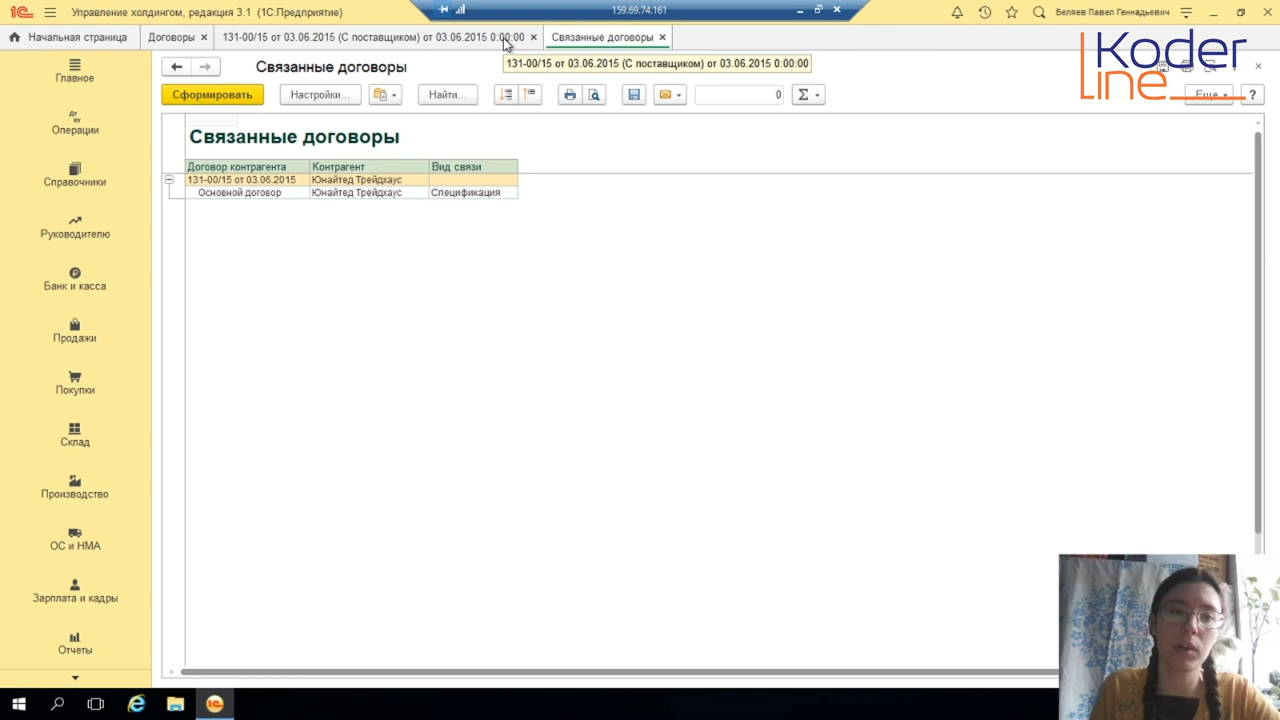 Управление холдингом, редакция 3.1 (1С:Предприятие)
159.69.74.161
Беляев Павел Геннадьевич
Начальная страница
Договоры
131-00/15 от 03.06.2015 (С поставщиком) от 03.06.2015 0:00:00
Связанные договоры
131-00/15 от 03.06.2015 (С поставщиком) от 03.06.2015 0:00:00
Koder line
Связанные договоры
Сформировать
Настройки...
Найти...
0
Еще
?
Связанные договоры
Договор контрагента Контрагент Вид связи
131-00/15 от 03.06.2015 Юнайтед Трейдхаус
Основной договор Юнайтед Трейдхаус Спецификация
Главное
Операции
Справочники
Руководителю
Банк и касса
Продажи
Покупки
Склад
Производство
ОС и НМА
Зарплата и кадры
Отчеты